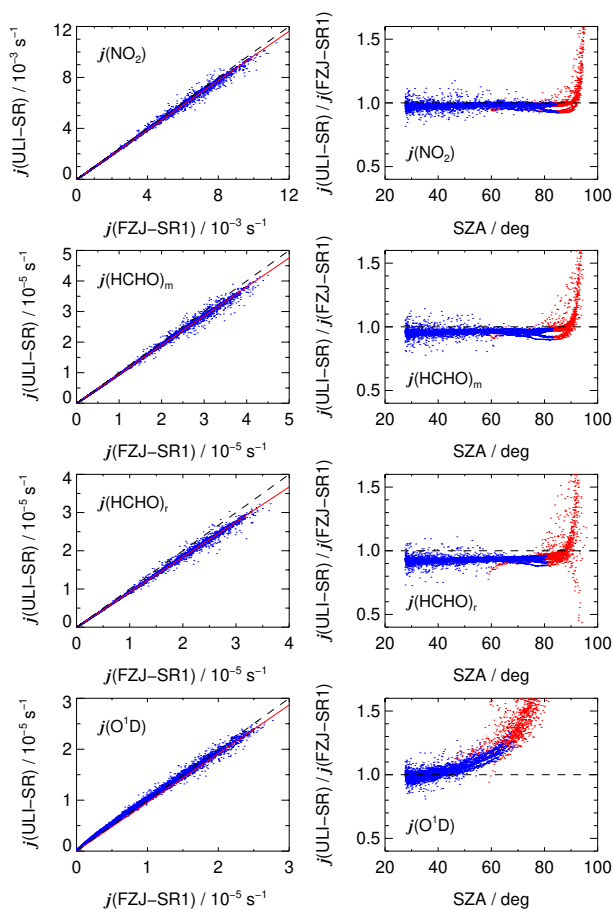 12
9
6
3
0
j(ULI–SR) / 10⁻³ s⁻¹
j(NO₂)
0 4 8 12
j(FZJ–SR1) / 10⁻³ s⁻¹
1.5
1.0
0.5
j(ULI–SR) / j(FZJ–SR1)
j(NO₂)
20 40 60 80 100
SZA / deg
5
4
3
2
1
0
j(ULI–SR) / 10⁻⁵ s⁻¹
j(HCHO)ₘ
0 1 2 3 4 5
j(FZJ–SR1) / 10⁻⁵ s⁻¹
1.5
1.0
0.5
j(ULI–SR) / j(FZJ–SR1)
j(HCHO)ₘ
20 40 60 80 100
SZA / deg
4
3
2
1
0
j(ULI–SR) / 10⁻⁵ s⁻¹
j(HCHO)ᵣ
0 1 2 3 4
j(FZJ–SR1) / 10⁻⁵ s⁻¹
1.5
1.0
0.5
j(ULI–SR) / j(FZJ–SR1)
j(HCHO)ᵣ
20 40 60 80 100
SZA / deg
3
2
1
0
j(ULI–SR) / 10⁻⁵ s⁻¹
j(O¹D)
0 1 2 3
j(FZJ–SR1) / 10⁻⁵ s⁻¹
1.5
1.0
0.5
j(ULI–SR) / j(FZJ–SR1)
j(O¹D)
20 40 60 80 100
SZA / deg